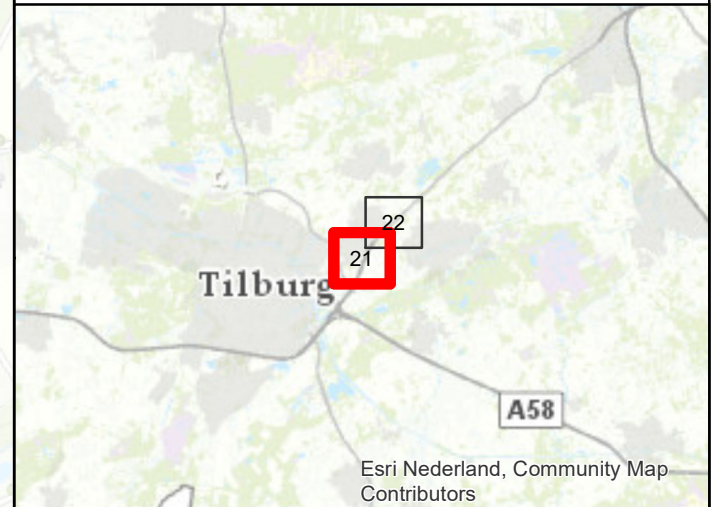 22
21
Tilburg
A58
Esri Nederland, Community Map
Contributors